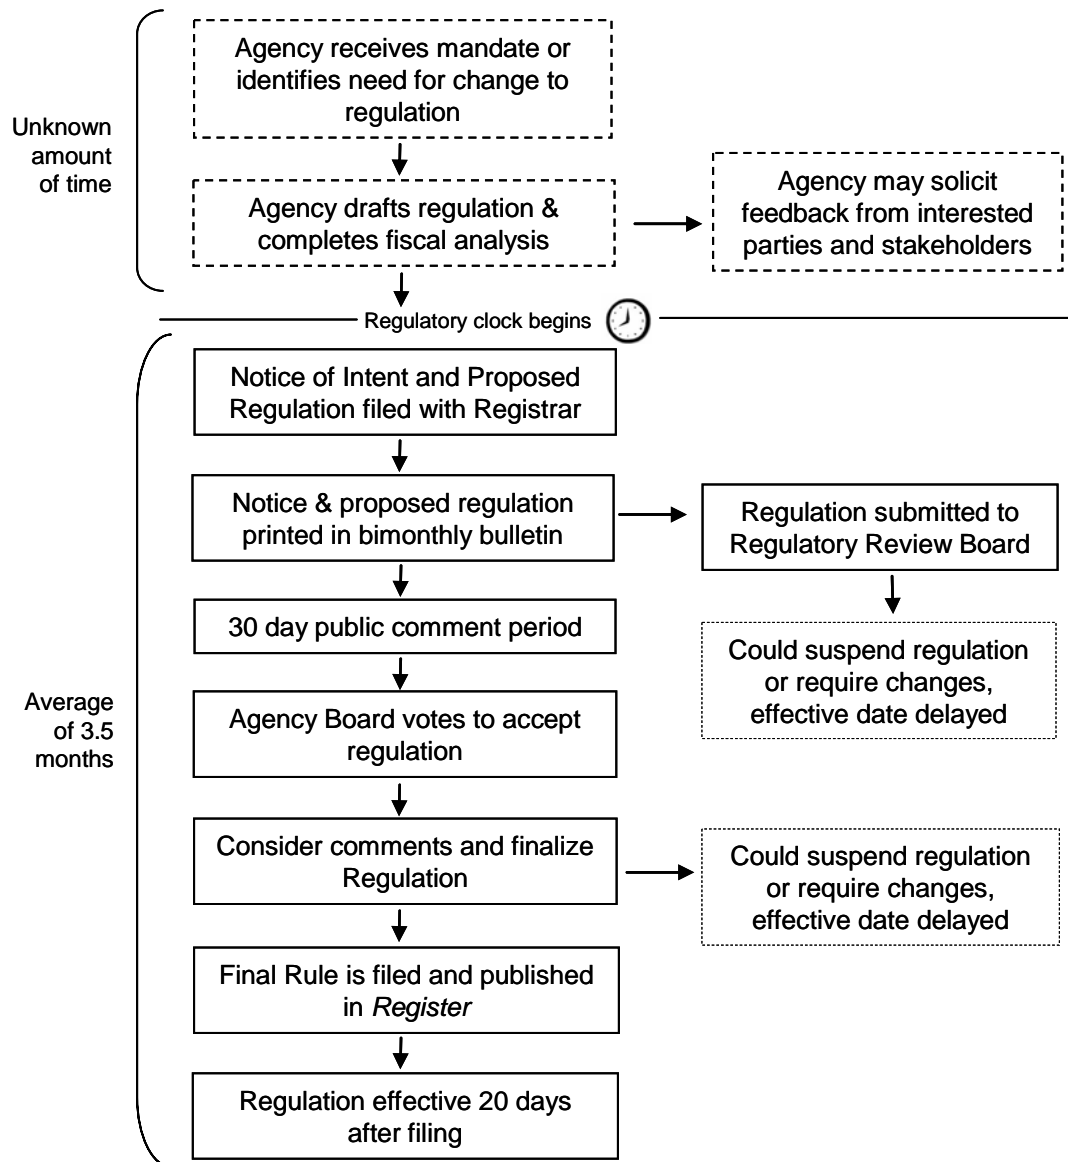 Agency receives mandate or
identifies need for change to
regulation
Unknown
amount
of time
Agency drafts regulation &
completes fiscal analysis
Agency may solicit
feedback from interested
parties and stakeholders
Regulatory clock begins
Notice of Intent and Proposed
Regulation filed with Registrar
Notice & proposed regulation
printed in bimonthly bulletin
Regulation submitted to
Regulatory Review Board
30 day public comment period
Could suspend regulation
or require changes,
effective date delayed
Average
of 3.5
months
Agency Board votes to accept
regulation
Consider comments and finalize
Regulation
Could suspend regulation
or require changes,
effective date delayed
Final Rule is filed and published
in Register
Regulation effective 20 days
after filing